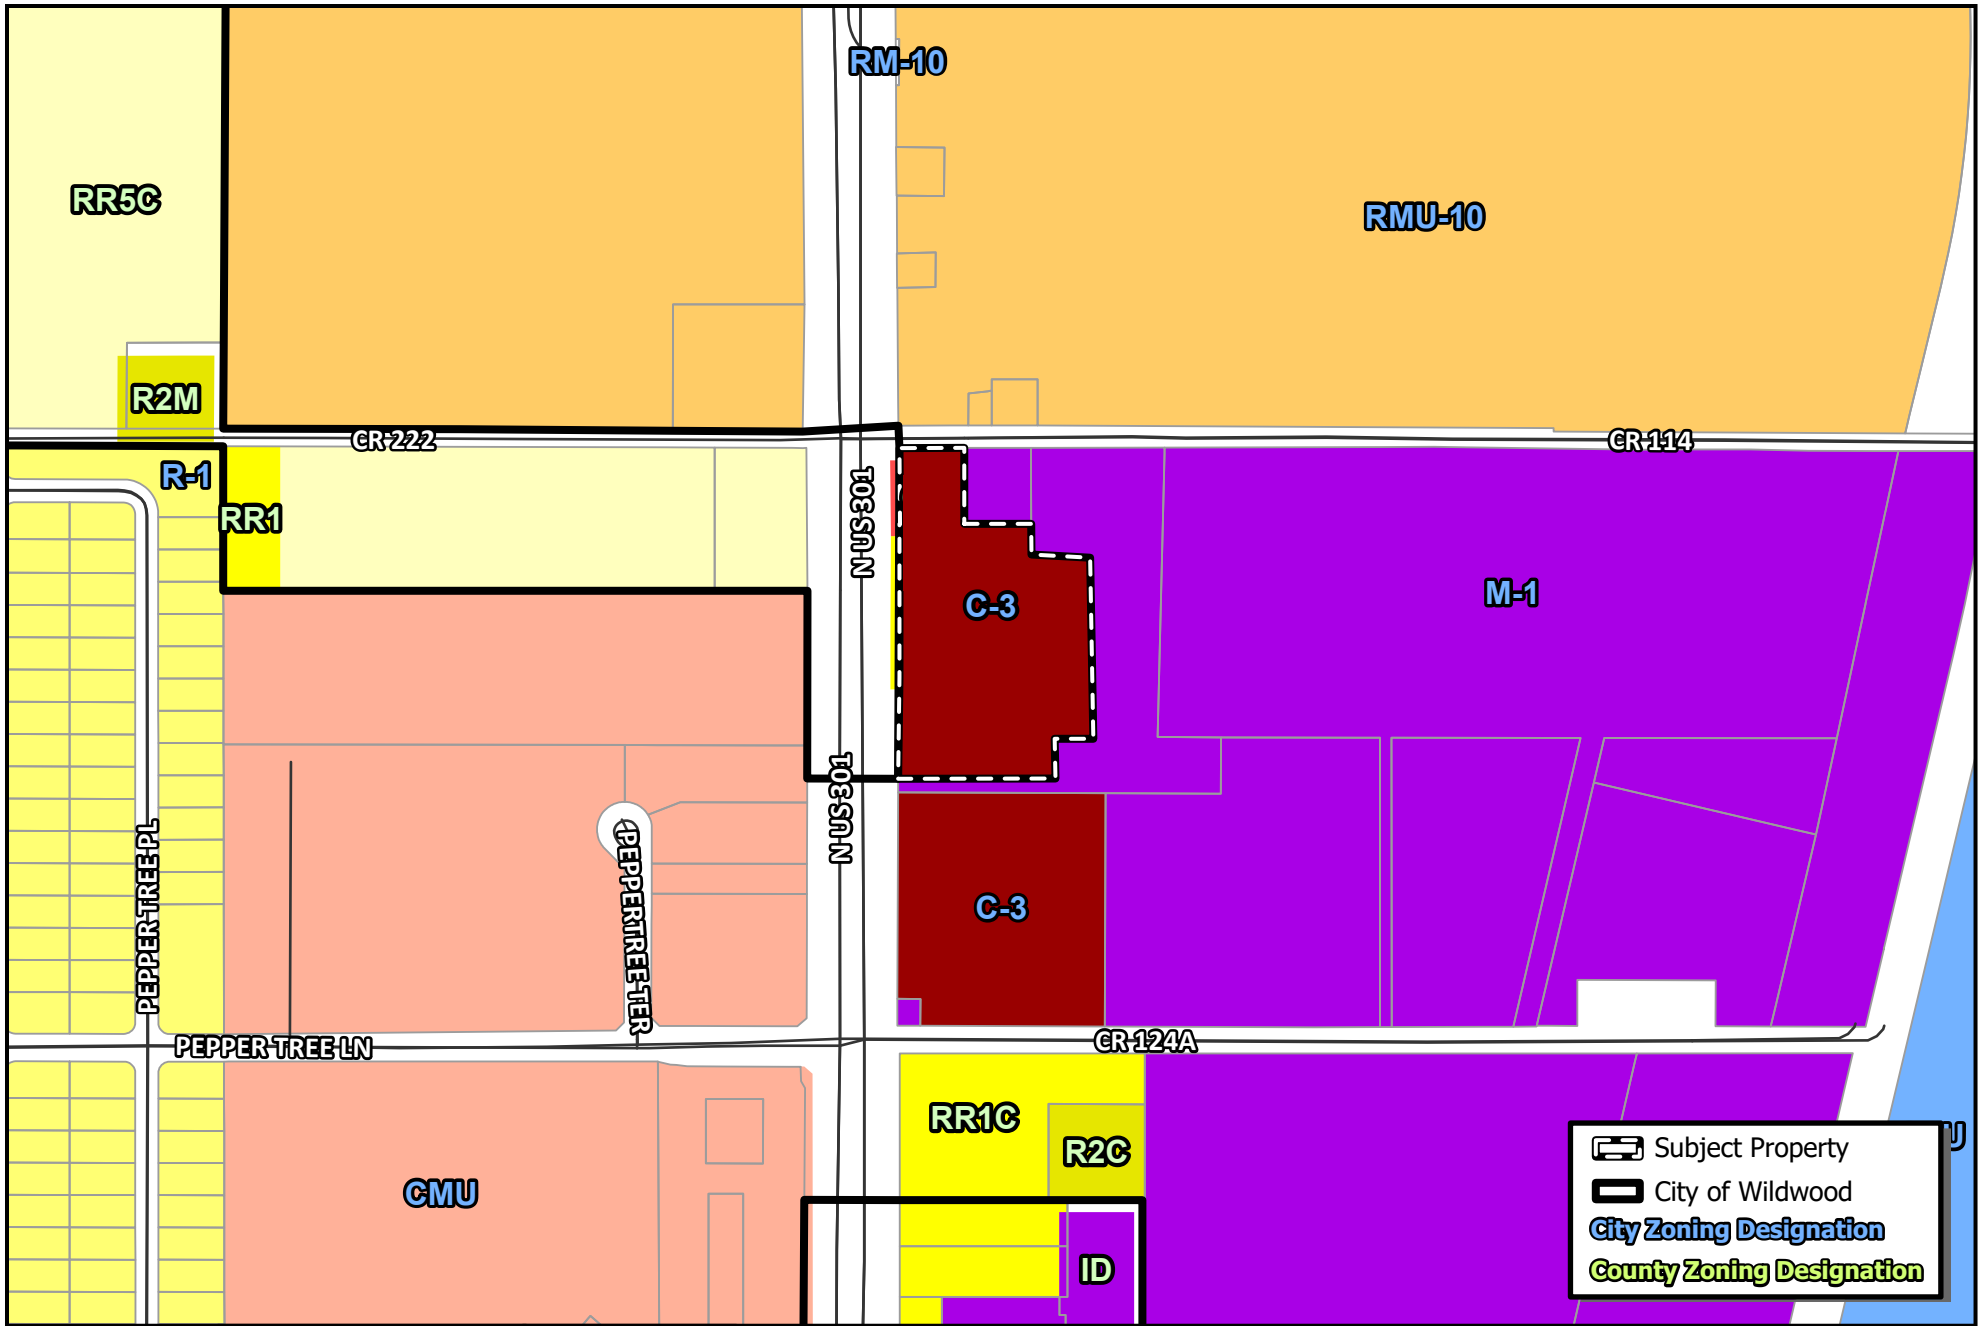 RM-10
RR5C
RMU-10
R2M
CR 222
CR 114
R-1
RR1
N US 301
C-3
M-1
N US 301
PEPPER TREE PL
PEPPERTREE TER
C-3
PEPPER TREE LN
CR 124A
RR1C
R2C
U
CMU
ID
Subject Property
City of Wildwood
City Zoning Designation
County Zoning Designation